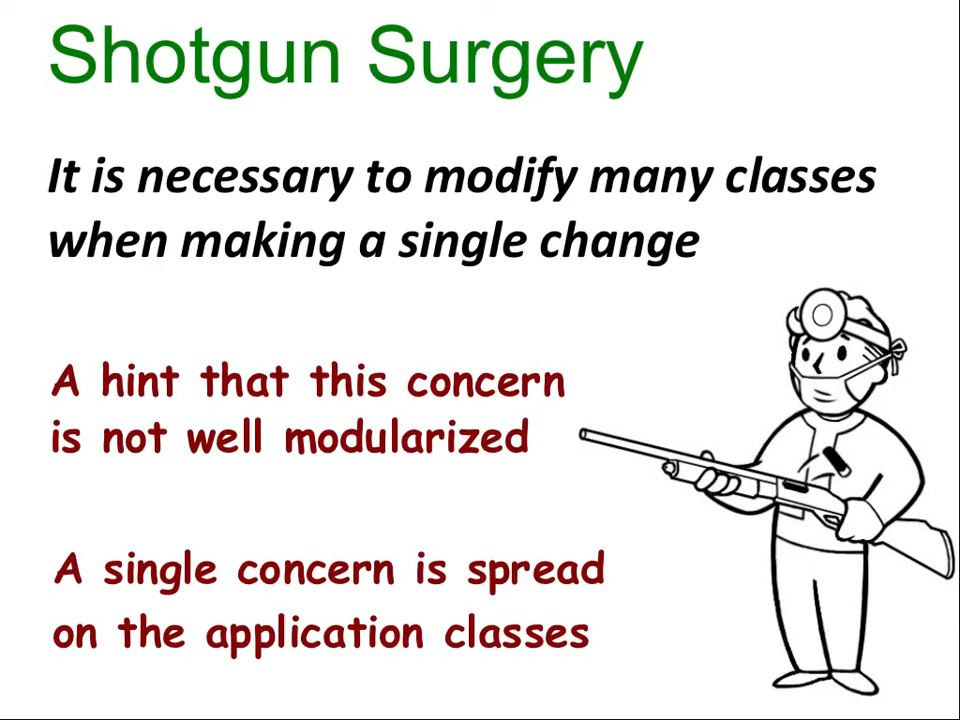 Shotgun Surgery
It is necessary to modify many classes
when making a single change
A hint that this concern
is not well modularized
A single concern is spread
on the application classes